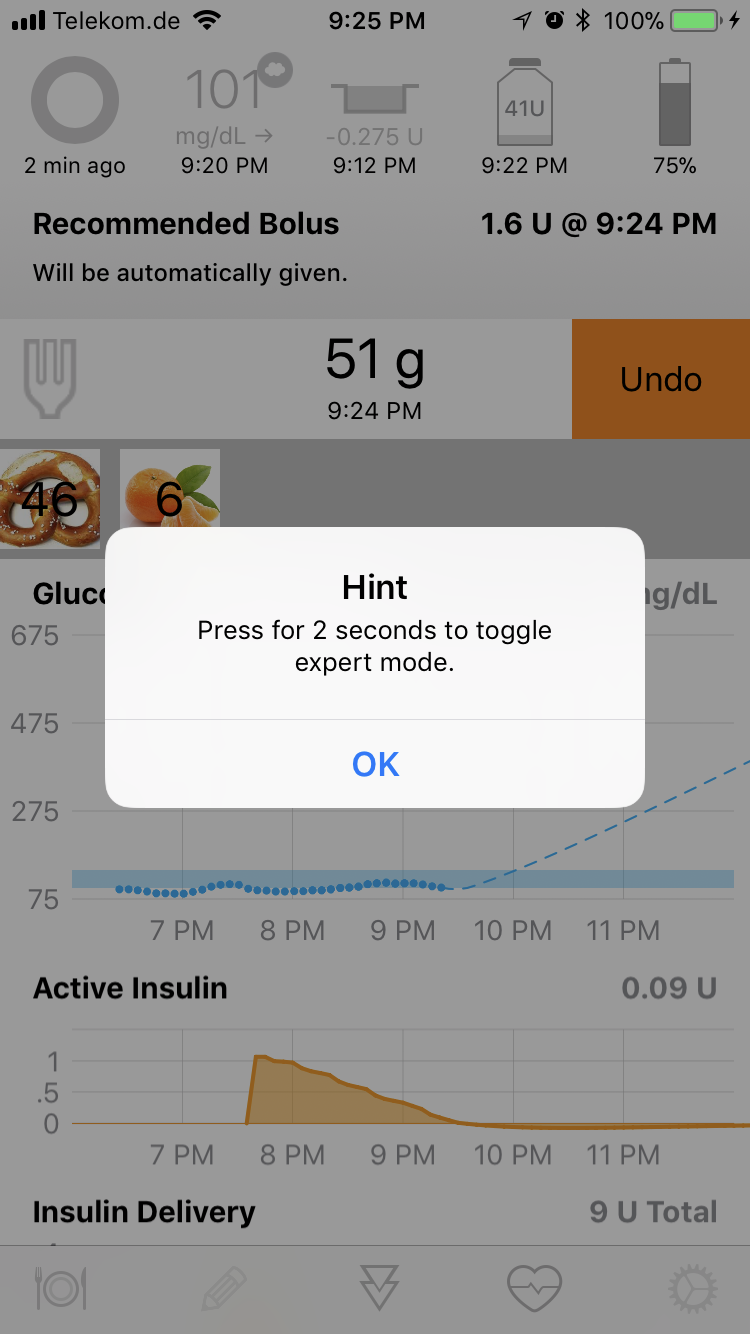 Telekom.de 9:25 PM 100%
101
41U
mg/dL → -0.275 U
2 min ago 9:20 PM 9:12 PM 9:22 PM 75%
Recommended Bolus 1.6 U @ 9:24 PM
Will be automatically given.
51 g
Undo
9:24 PM
46 6
Hint
Press for 2 seconds to toggle
expert mode.
OK
675
475
275
75
7 PM 8 PM 9 PM 10 PM 11 PM
Active Insulin 0.09 U
1
.5
0
7 PM 8 PM 9 PM 10 PM 11 PM
Insulin Delivery 9 U Total